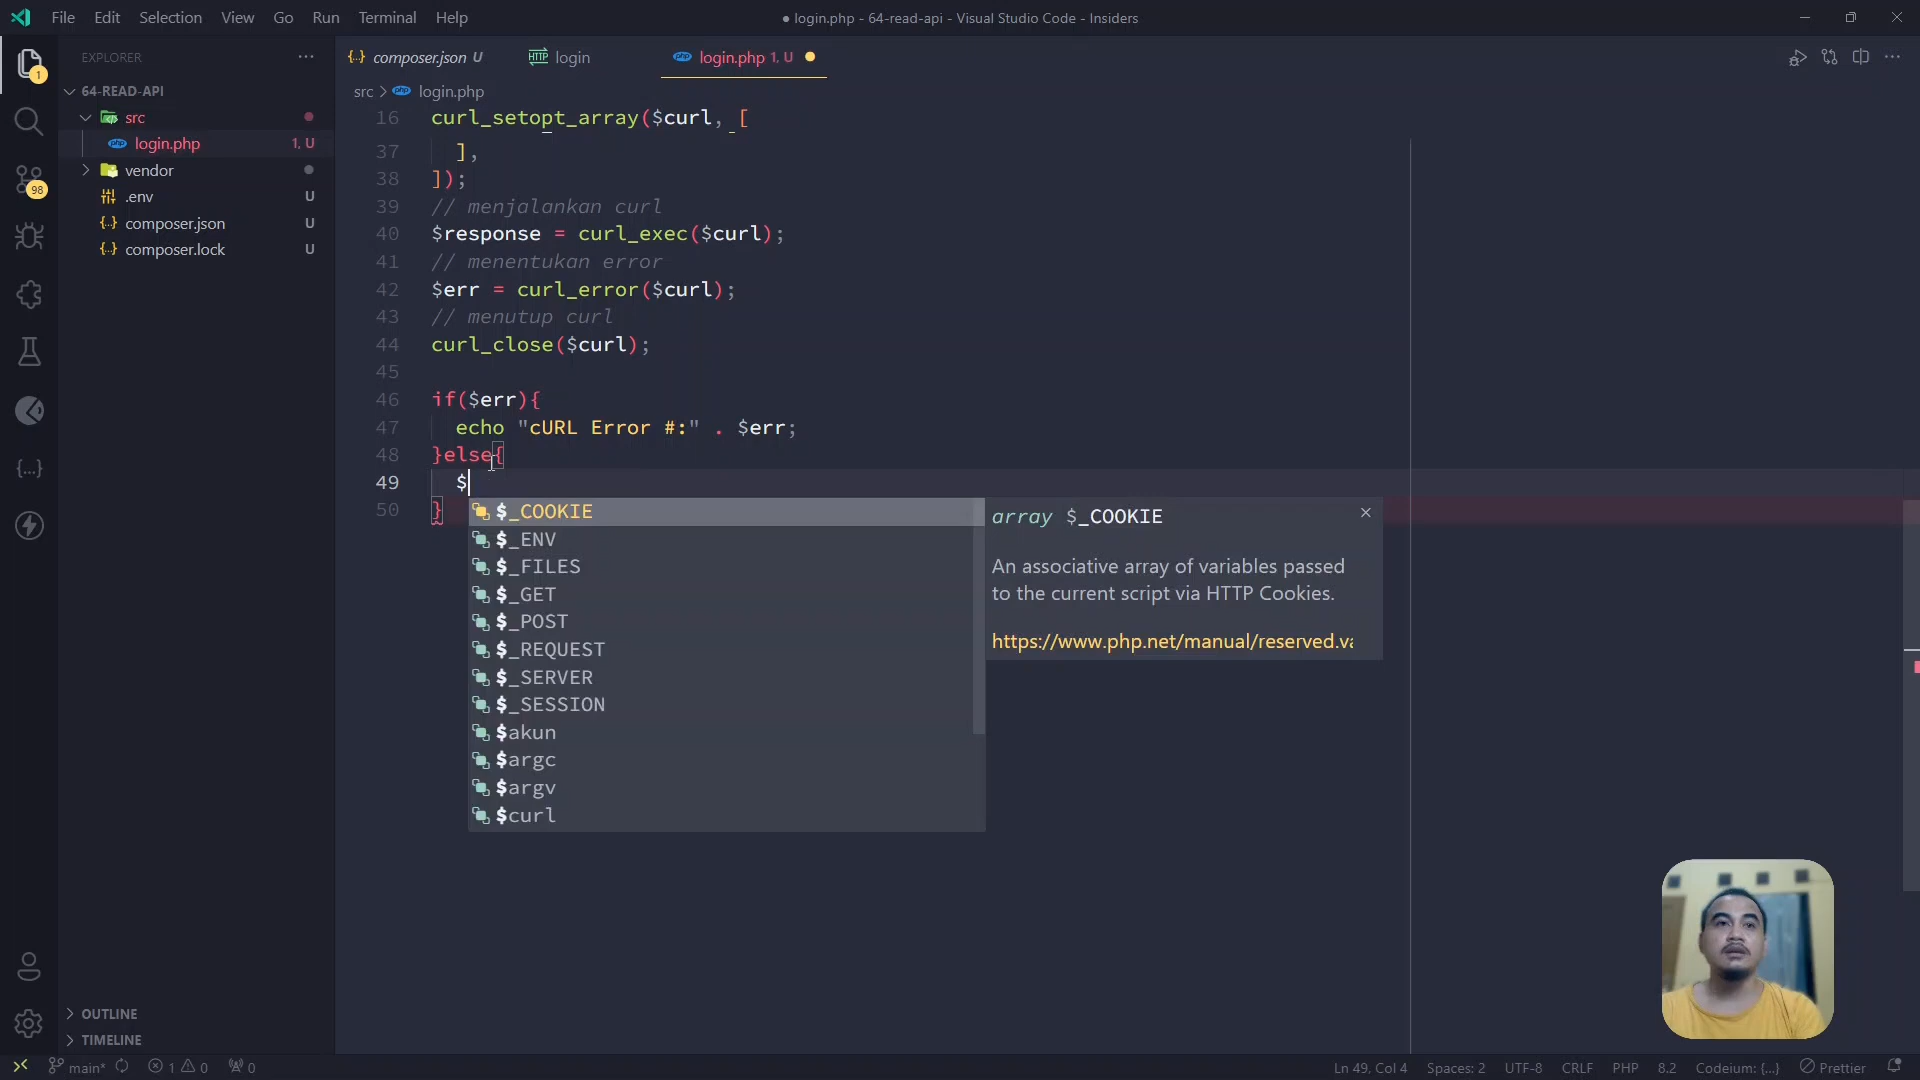 File Edit Selection View Go Run Terminal Help
● login.php - 64-read-api - Visual Studio Code - Insiders
EXPLORER
64-READ-API
src
login.php 1, U
vendor
.env U
composer.json U
composer.lock U
OUTLINE
TIMELINE
1
98
composer.json U
HTTP login
php login.php 1, U
src > login.php
16 curl_setopt_array($curl, [
37 ],
38 ]);
39 // menjalankan curl
40 $response = curl_exec($curl);
41 // menentukan error
42 $err = curl_error($curl);
43 // menutup curl
44 curl_close($curl);
45
46 if($err){
47 echo "cURL Error #:" . $err;
48 }else{
49 $
50 }
$_COOKIE
$_ENV
$_FILES
$_GET
$_POST
$_REQUEST
$_SERVER
$_SESSION
$akun
$argc
$argv
$curl
array $_COOKIE
An associative array of variables passed
to the current script via HTTP Cookies.
https://www.php.net/manual/reserved.va
main* 1 0 0
Ln 49, Col 4 Spaces: 2 UTF-8 CRLF PHP 8.2 Codeium: {...} Prettier